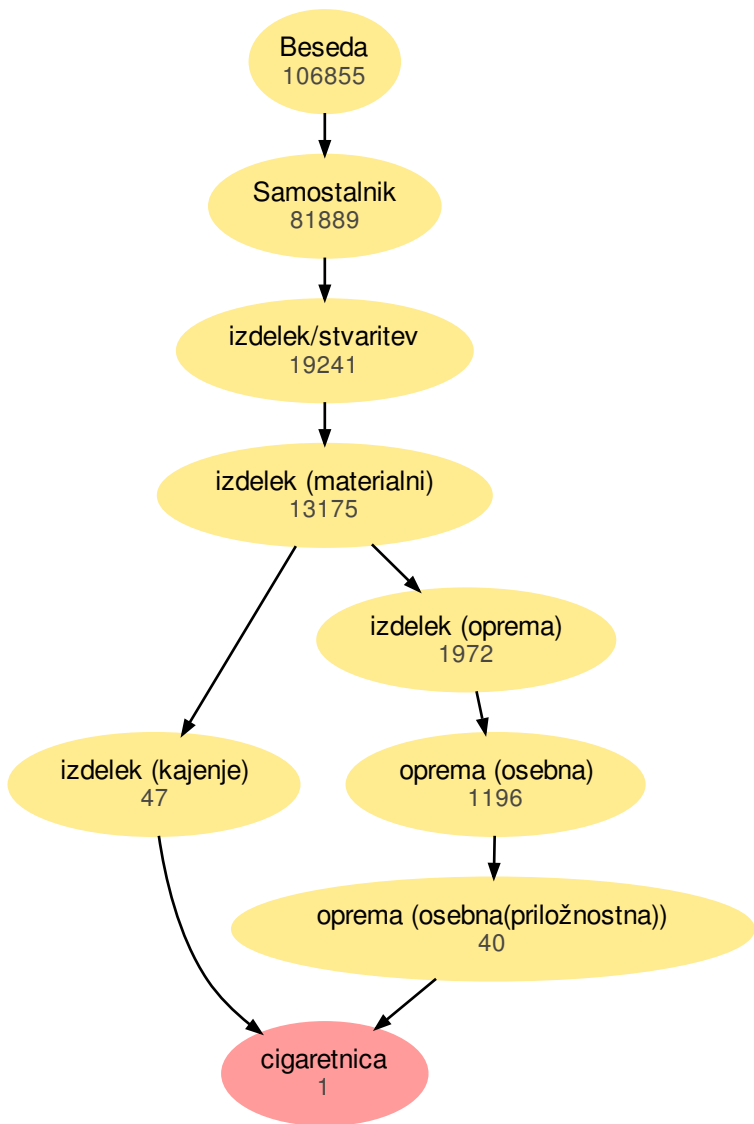 Beseda
106855
Samostalnik
81889
izdelek/stvaritev
19241
izdelek (materialni)
13175
izdelek (oprema)
1972
izdelek (kajenje)
47
oprema (osebna)
1196
oprema (osebna(priložnostna))
40
cigaretnica
1